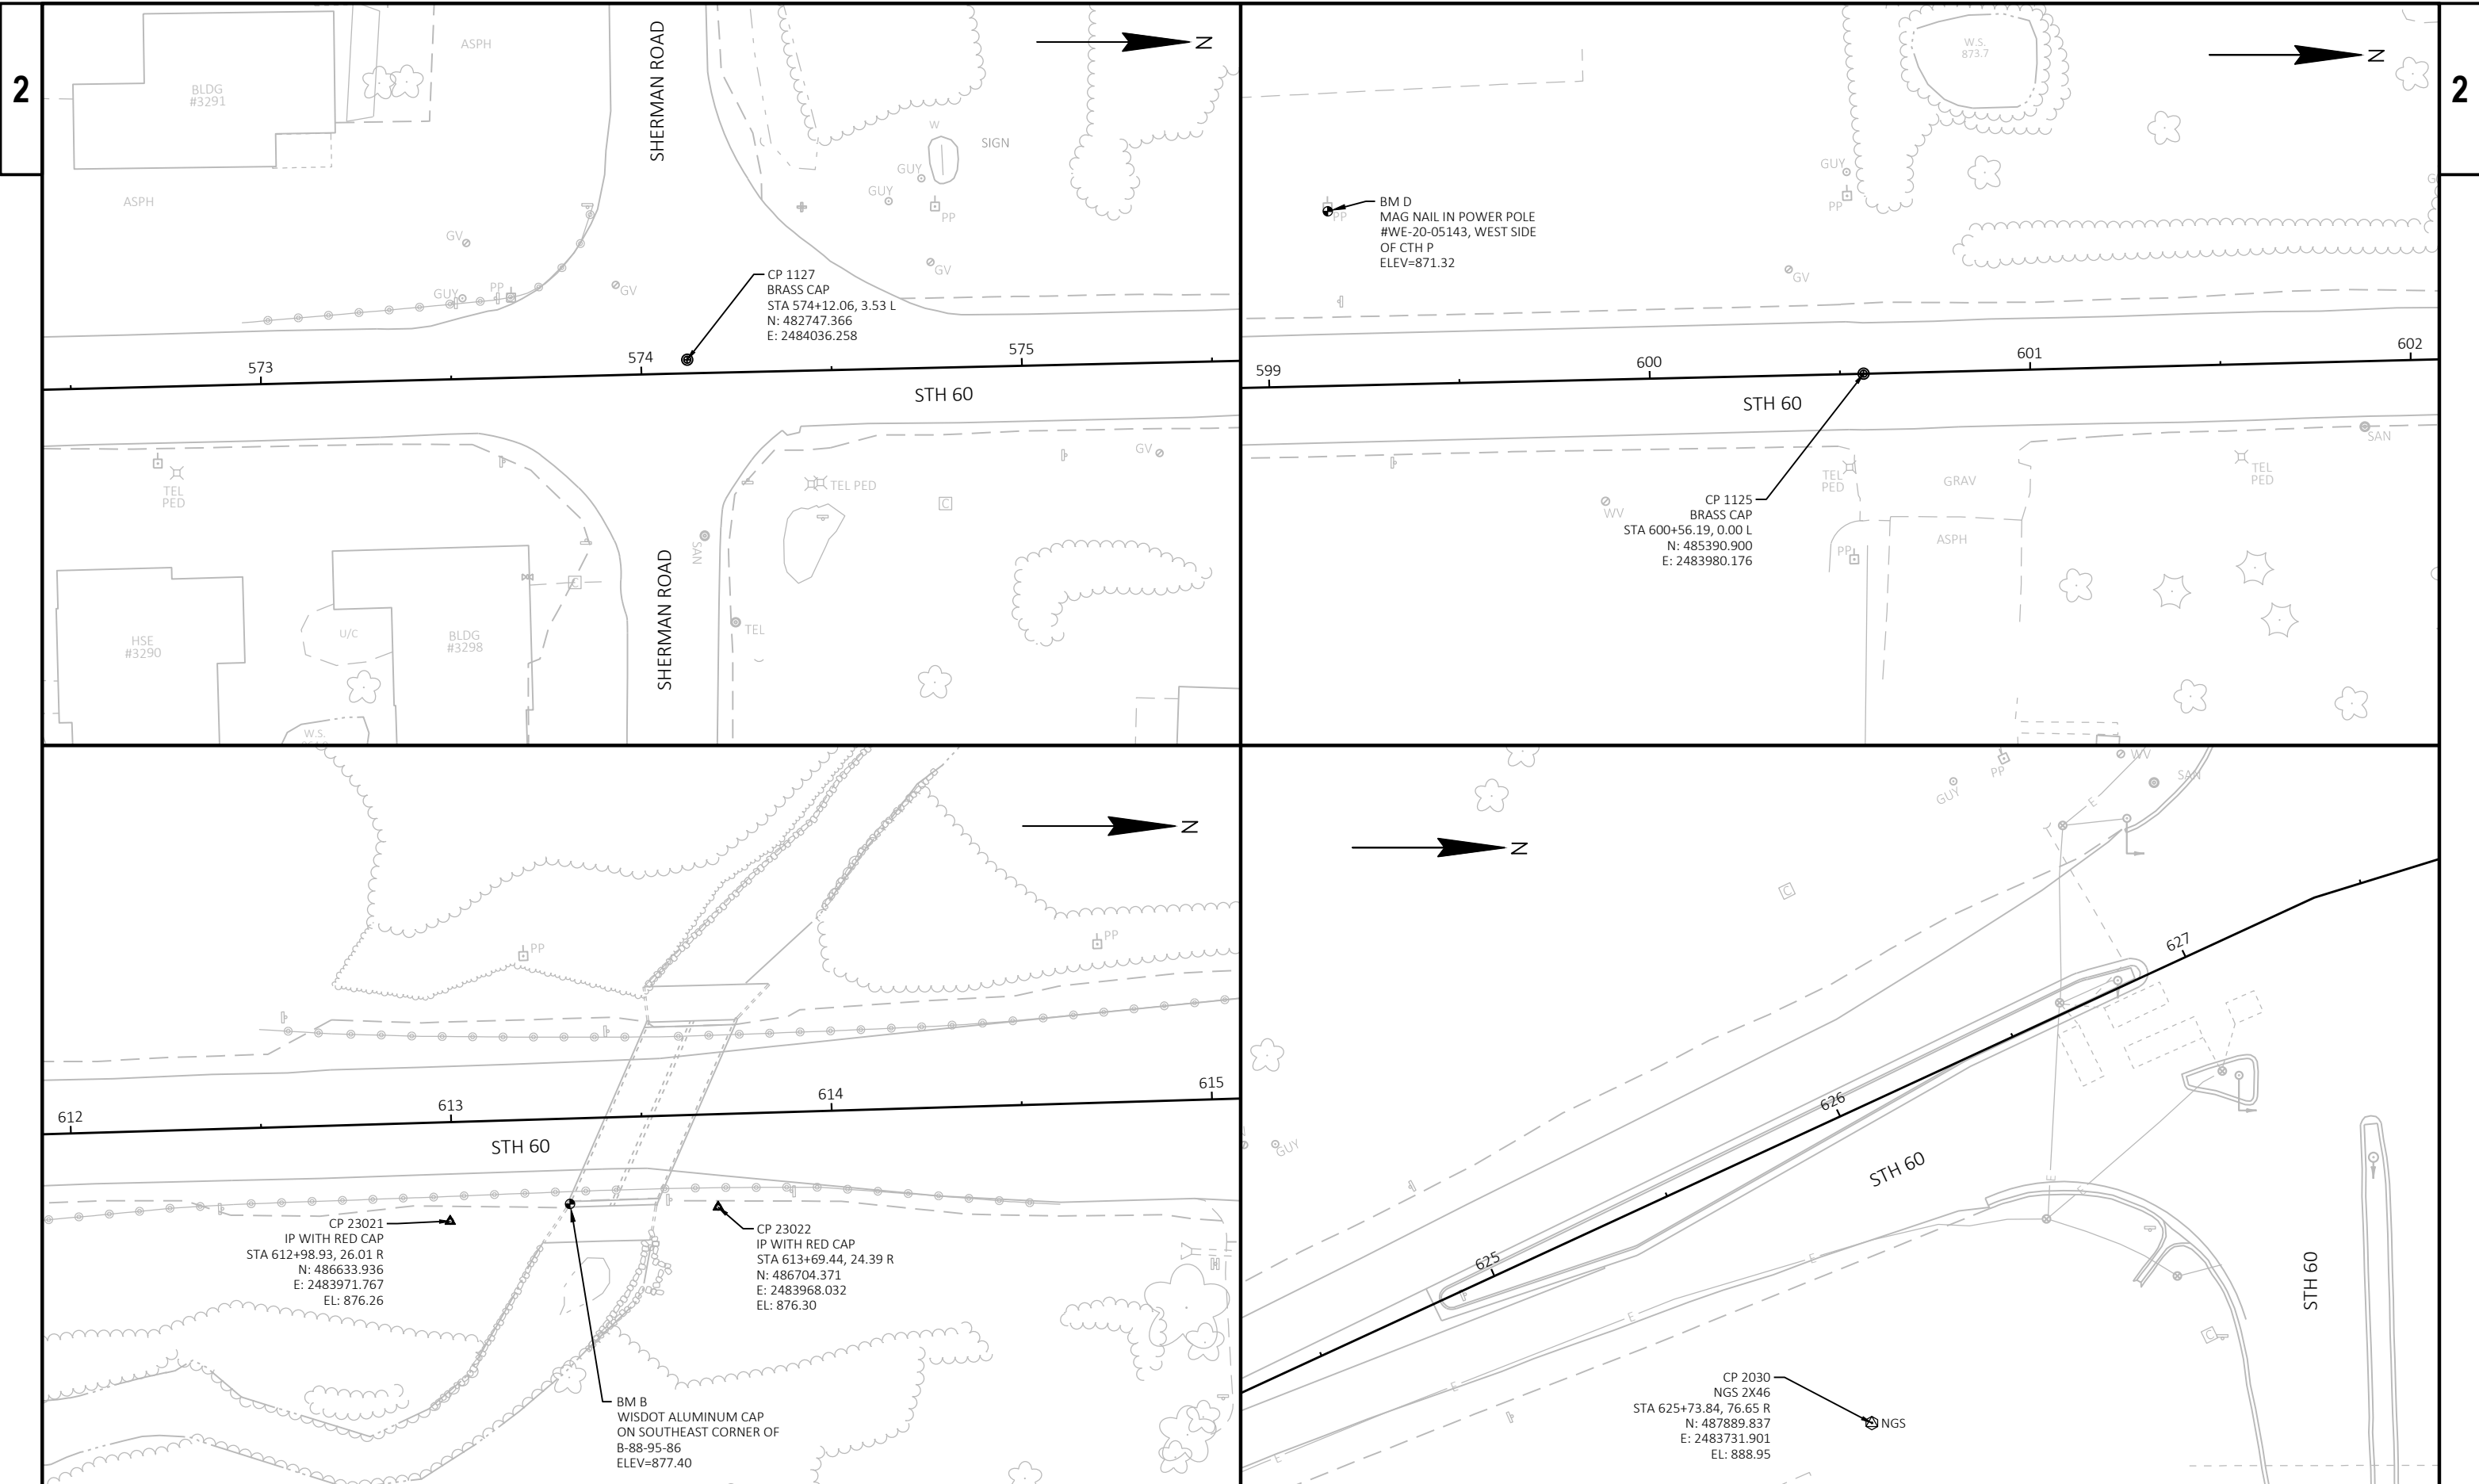 2
2
BLDG
#3291
ASPH
ASPH
SHERMAN ROAD
N
W
SIGN
GUY
GUY
PP
GV
GV
GV
GUY
PP
CP 1127
BRASS CAP
STA 574+12.06, 3.53 L
N: 482747.366
E: 2484036.258
573
574
575
STH 60
TEL
PED
TEL PED
GV
C
SAN
TEL
C
SHERMAN ROAD
HSE
#3290
U/C
BLDG
#3298
W.S.
W.S.
873.7
N
GUY
PP
PP
BM D
MAG NAIL IN POWER POLE
#WE-20-05143, WEST SIDE
OF CTH P
ELEV=871.32
GV
599
600
601
602
STH 60
SAN
TEL
PED
TEL
PED
GRAV
WV
CP 1125
BRASS CAP
STA 600+56.19, 0.00 L
N: 485390.900
E: 2483980.176
ASPH
PP
N
PP
PP
612
613
614
615
STH 60
CP 23021
IP WITH RED CAP
STA 612+98.93, 26.01 R
N: 486633.936
E: 2483971.767
EL: 876.26
CP 23022
IP WITH RED CAP
STA 613+69.44, 24.39 R
N: 486704.371
E: 2483968.032
EL: 876.30
H
BM B
WISDOT ALUMINUM CAP
ON SOUTHEAST CORNER OF
B-88-95-86
ELEV=877.40
N
GUY
PP
WV
SAN
E
C
627
626
625
GUY
STH 60
E
E
E
E
E
E
C
STH 60
CP 2030
NGS 2X46
STA 625+73.84, 76.65 R
N: 487889.837
E: 2483731.901
EL: 888.95
NGS